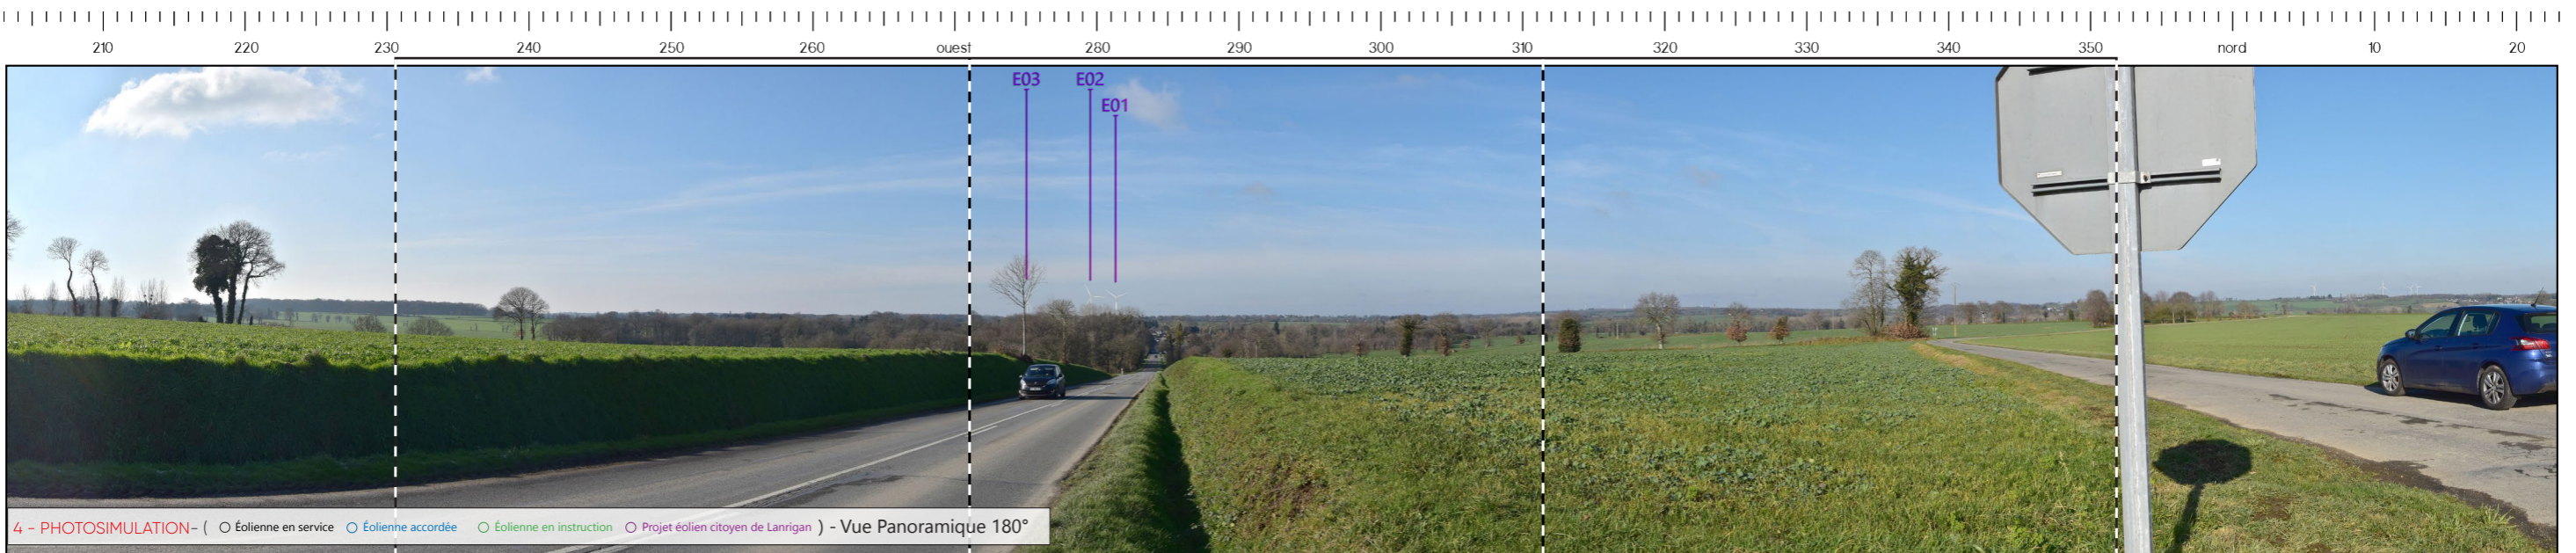 210 220 230 240 250 260 ouest 280 290 300 310 320 330 340 350 nord 10 20
E03 E02
E01
4 - PHOTOSIMULATION- ( Éolienne en service Éolienne accordée Éolienne en instruction Projet éolien citoyen de Lanrigan ) - Vue Panoramique 180°